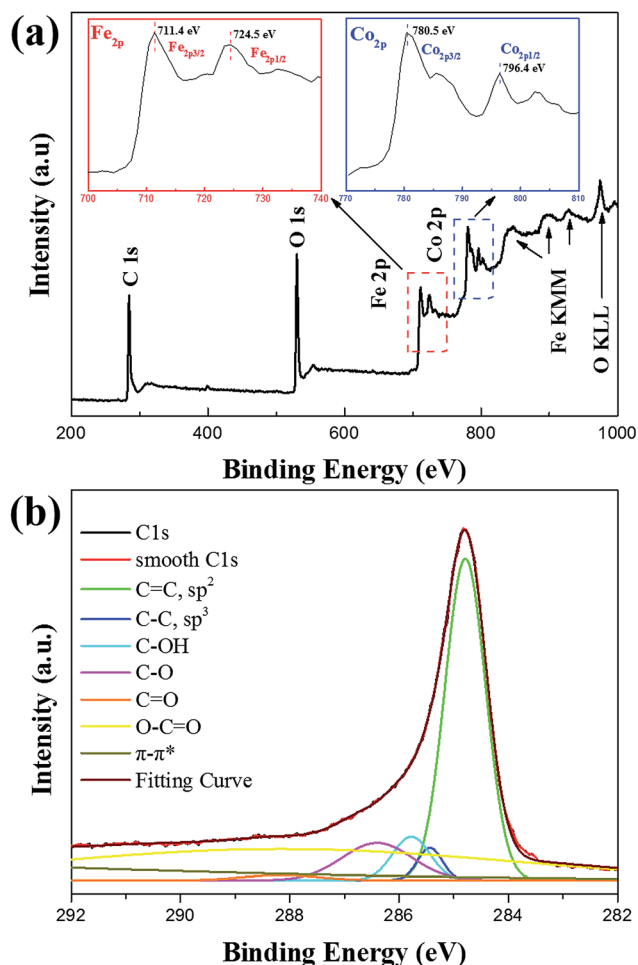 (a)
Fe2p
711.4 eV
724.5 eV
Fe2p3/2
Fe2p1/2
700 710 720 730 740
Co2p
780.5 eV
Co2p3/2
Co2p1/2
796.4 eV
770 780 790 800 810
Intensity (a.u)
C 1s
O 1s
Fe 2p
Co 2p
Fe KMM
O KLL
200 400 600 800 1000
Binding Energy (eV)
(b)
C1s
smooth C1s
C=C, sp2
C-C, sp3
C-OH
C-O
C=O
O-C=O
π-π*
Fitting Curve
Intensity (a.u.)
292 290 288 286 284 282
Binding Energy (eV)